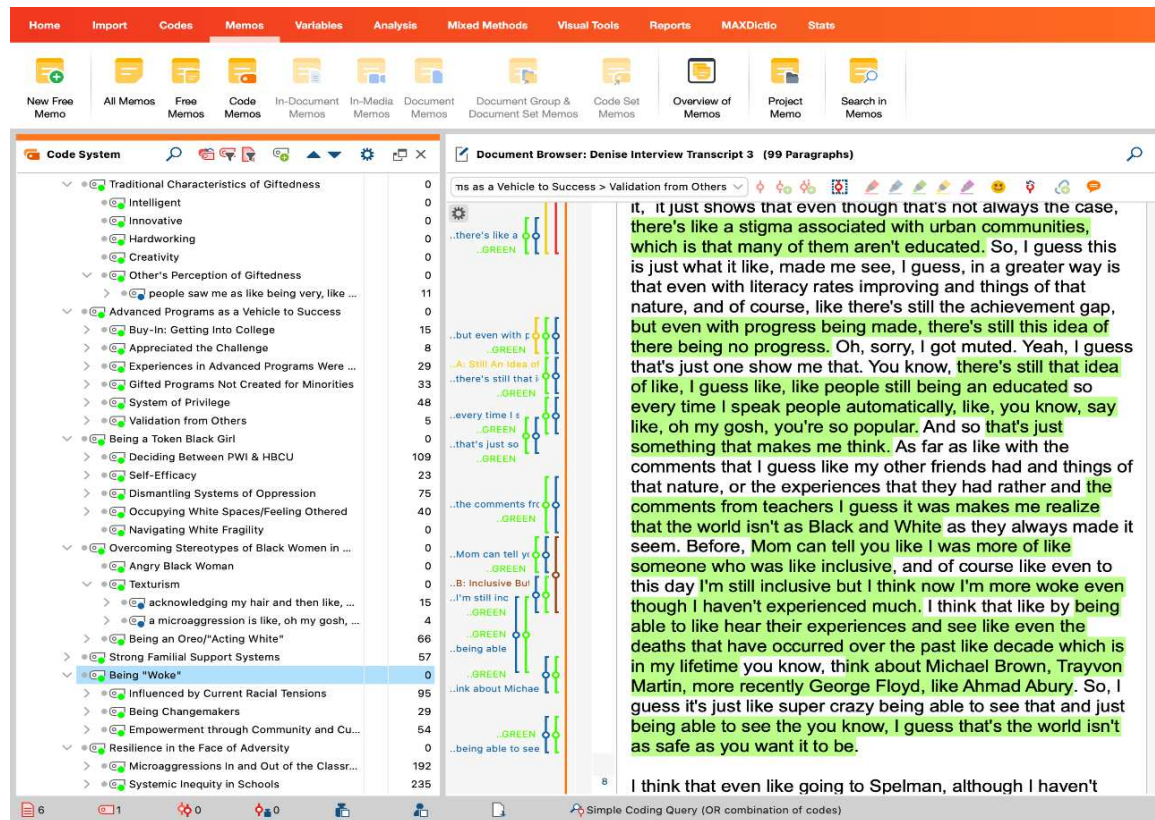 Home Import Codes Memos Variables Analysis Mixed Methods Visual Tools Reports MAXDictio Stats
New Free Memo
All Memos
Free Memos
Code Memos
In-Document Memos
In-Media Memos
Document Memos
Document Group & Document Set Memos
Code Set Memos
Overview of Memos
Project Memo
Search in Memos
Code System
Traditional Characteristics of Giftedness 0
Intelligent 0
Innovative 0
Hardworking 0
Creativity 0
Other's Perception of Giftedness 0
people saw me as like being very, like ... 11
Advanced Programs as a Vehicle to Success 0
Buy-In: Getting Into College 15
Appreciated the Challenge 8
Experiences in Advanced Programs Were ... 29
Gifted Programs Not Created for Minorities 33
System of Privilege 48
Validation from Others 5
Being a Token Black Girl 0
Deciding Between PWI & HBCU 109
Self-Efficacy 23
Dismantling Systems of Oppression 75
Occupying White Spaces/Feeling Othered 40
Navigating White Fragility 0
Overcoming Stereotypes of Black Women in ... 0
Angry Black Woman 0
Texturism 0
acknowledging my hair and then like, ... 15
a microaggression is like, oh my gosh, ... 4
Being an Oreo/"Acting White" 66
Strong Familial Support Systems 57
Being "Woke" 0
Influenced by Current Racial Tensions 95
Being Changemakers 29
Empowerment through Community and Cu... 54
Resilience in the Face of Adversity 0
Microaggressions In and Out of the Classr... 192
Systemic Inequity in Schools 235
Document Browser: Denise Interview Transcript 3 (99 Paragraphs)
ns as a Vehicle to Success > Validation from Others
..there's like a
..GREEN
..but even with p
..GREEN
..A: Still An Idea of
..there's still that i
..GREEN
..every time I s
..GREEN
..that's just so
..GREEN
..the comments frc
..GREEN
..Mom can tell yo
..GREEN
..B: Inclusive But
..I'm still inc
..GREEN
..GREEN
..being able
..GREEN
..ink about Michae
..GREEN
..being able to see
it, it just shows that even though that's not always the case,
there's like a stigma associated with urban communities,
which is that many of them aren't educated. So, I guess this
is just what it like, made me see, I guess, in a greater way is
that even with literacy rates improving and things of that
nature, and of course, like there's still the achievement gap,
but even with progress being made, there's still this idea of
there being no progress. Oh, sorry, I got muted. Yeah, I guess
that's just one show me that. You know, there's still that idea
of like, I guess like, like people still being an educated so
every time I speak people automatically, like, you know, say
like, oh my gosh, you're so popular. And so that's just
something that makes me think. As far as like with the
comments that I guess like my other friends had and things of
that nature, or the experiences that they had rather and the
comments from teachers I guess it was makes me realize
that the world isn't as Black and White as they always made it
seem. Before, Mom can tell you like I was more of like
someone who was like inclusive, and of course like even to
this day I'm still inclusive but I think now I'm more woke even
though I haven't experienced much. I think that like by being
able to like hear their experiences and see like even the
deaths that have occurred over the past like decade which is
in my lifetime you know, think about Michael Brown, Trayvon
Martin, more recently George Floyd, like Ahmad Abury. So, I
guess it's just like super crazy being able to see that and just
being able to see the you know, I guess that's the world isn't
as safe as you want it to be.
8
I think that even like going to Spelman, although I haven't
6 1 0 0 Simple Coding Query (OR combination of codes)